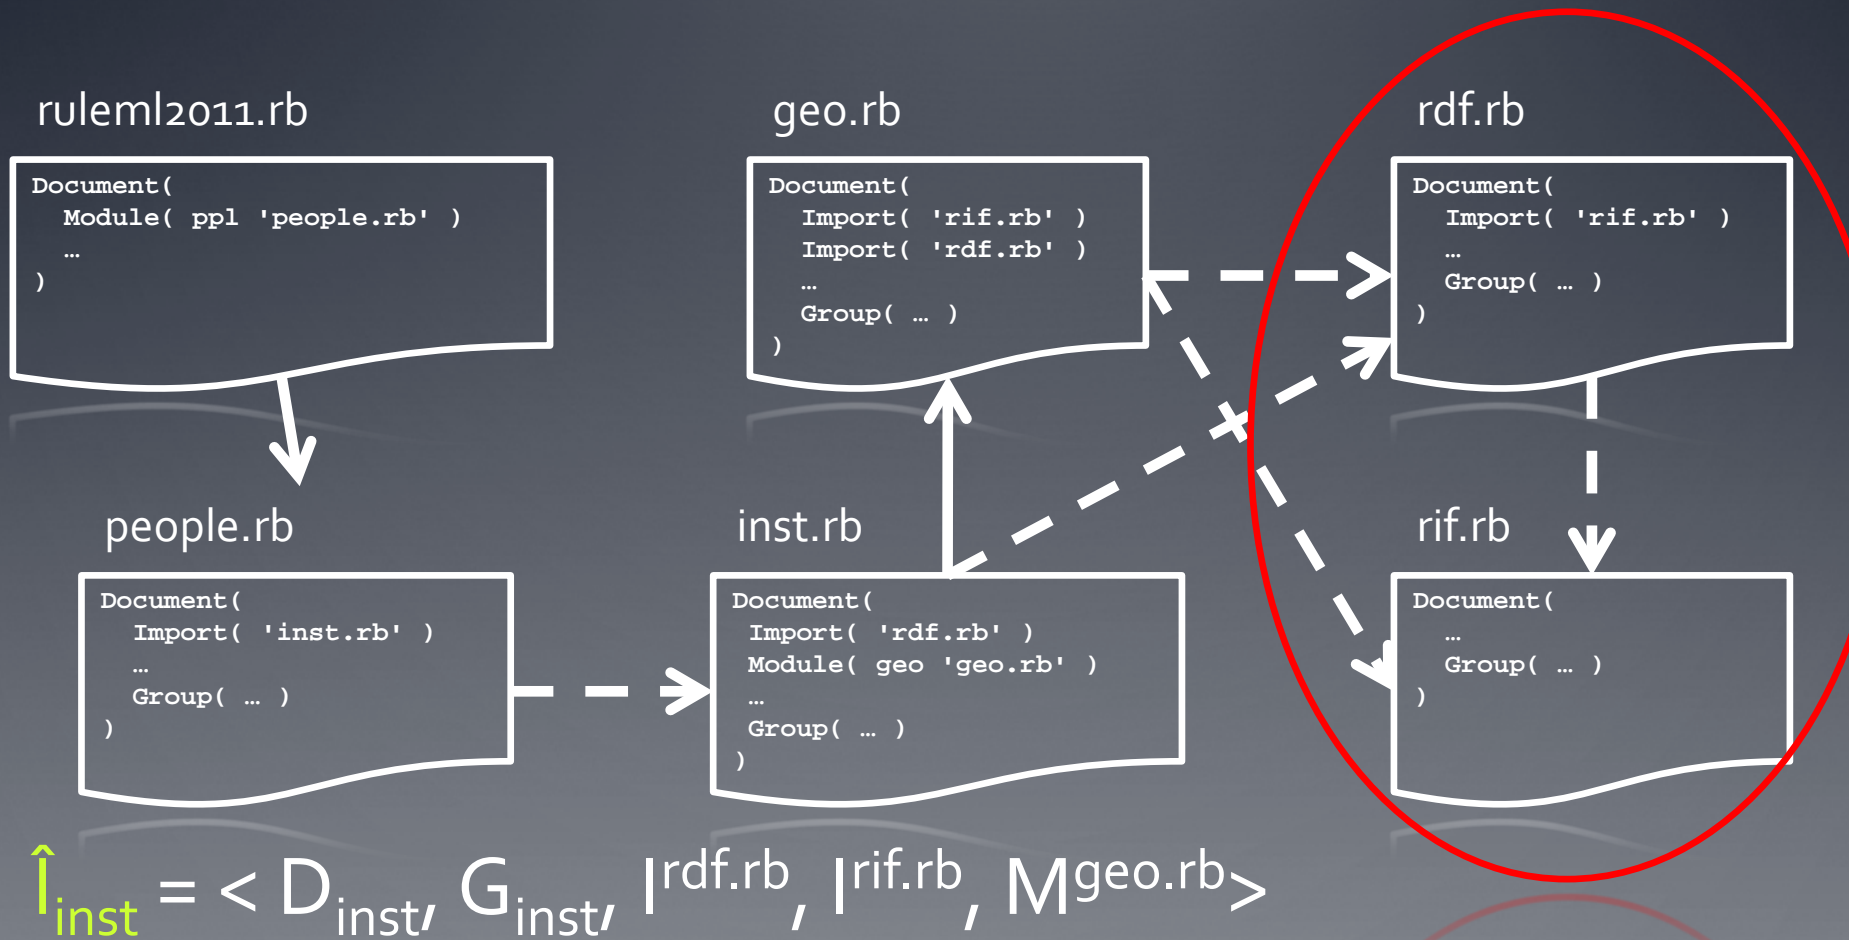 ruleml2011.rb
Document(
Module( ppl 'people.rb' )
…
)
geo.rb
Document(
Import( 'rif.rb' )
Import( 'rdf.rb' )
…
Group( … )
)
rdf.rb
Document(
Import( 'rif.rb' )
…
Group( … )
)
people.rb
Document(
Import( 'inst.rb' )
…
Group( … )
)
inst.rb
Document(
Import( 'rdf.rb' )
Module( geo 'geo.rb' )
…
Group( … )
)
rif.rb
Document(
…
Group( … )
)
Îinst = < Dinst, Ginst, Irdf.rb, Irif.rb, Mgeo.rb>